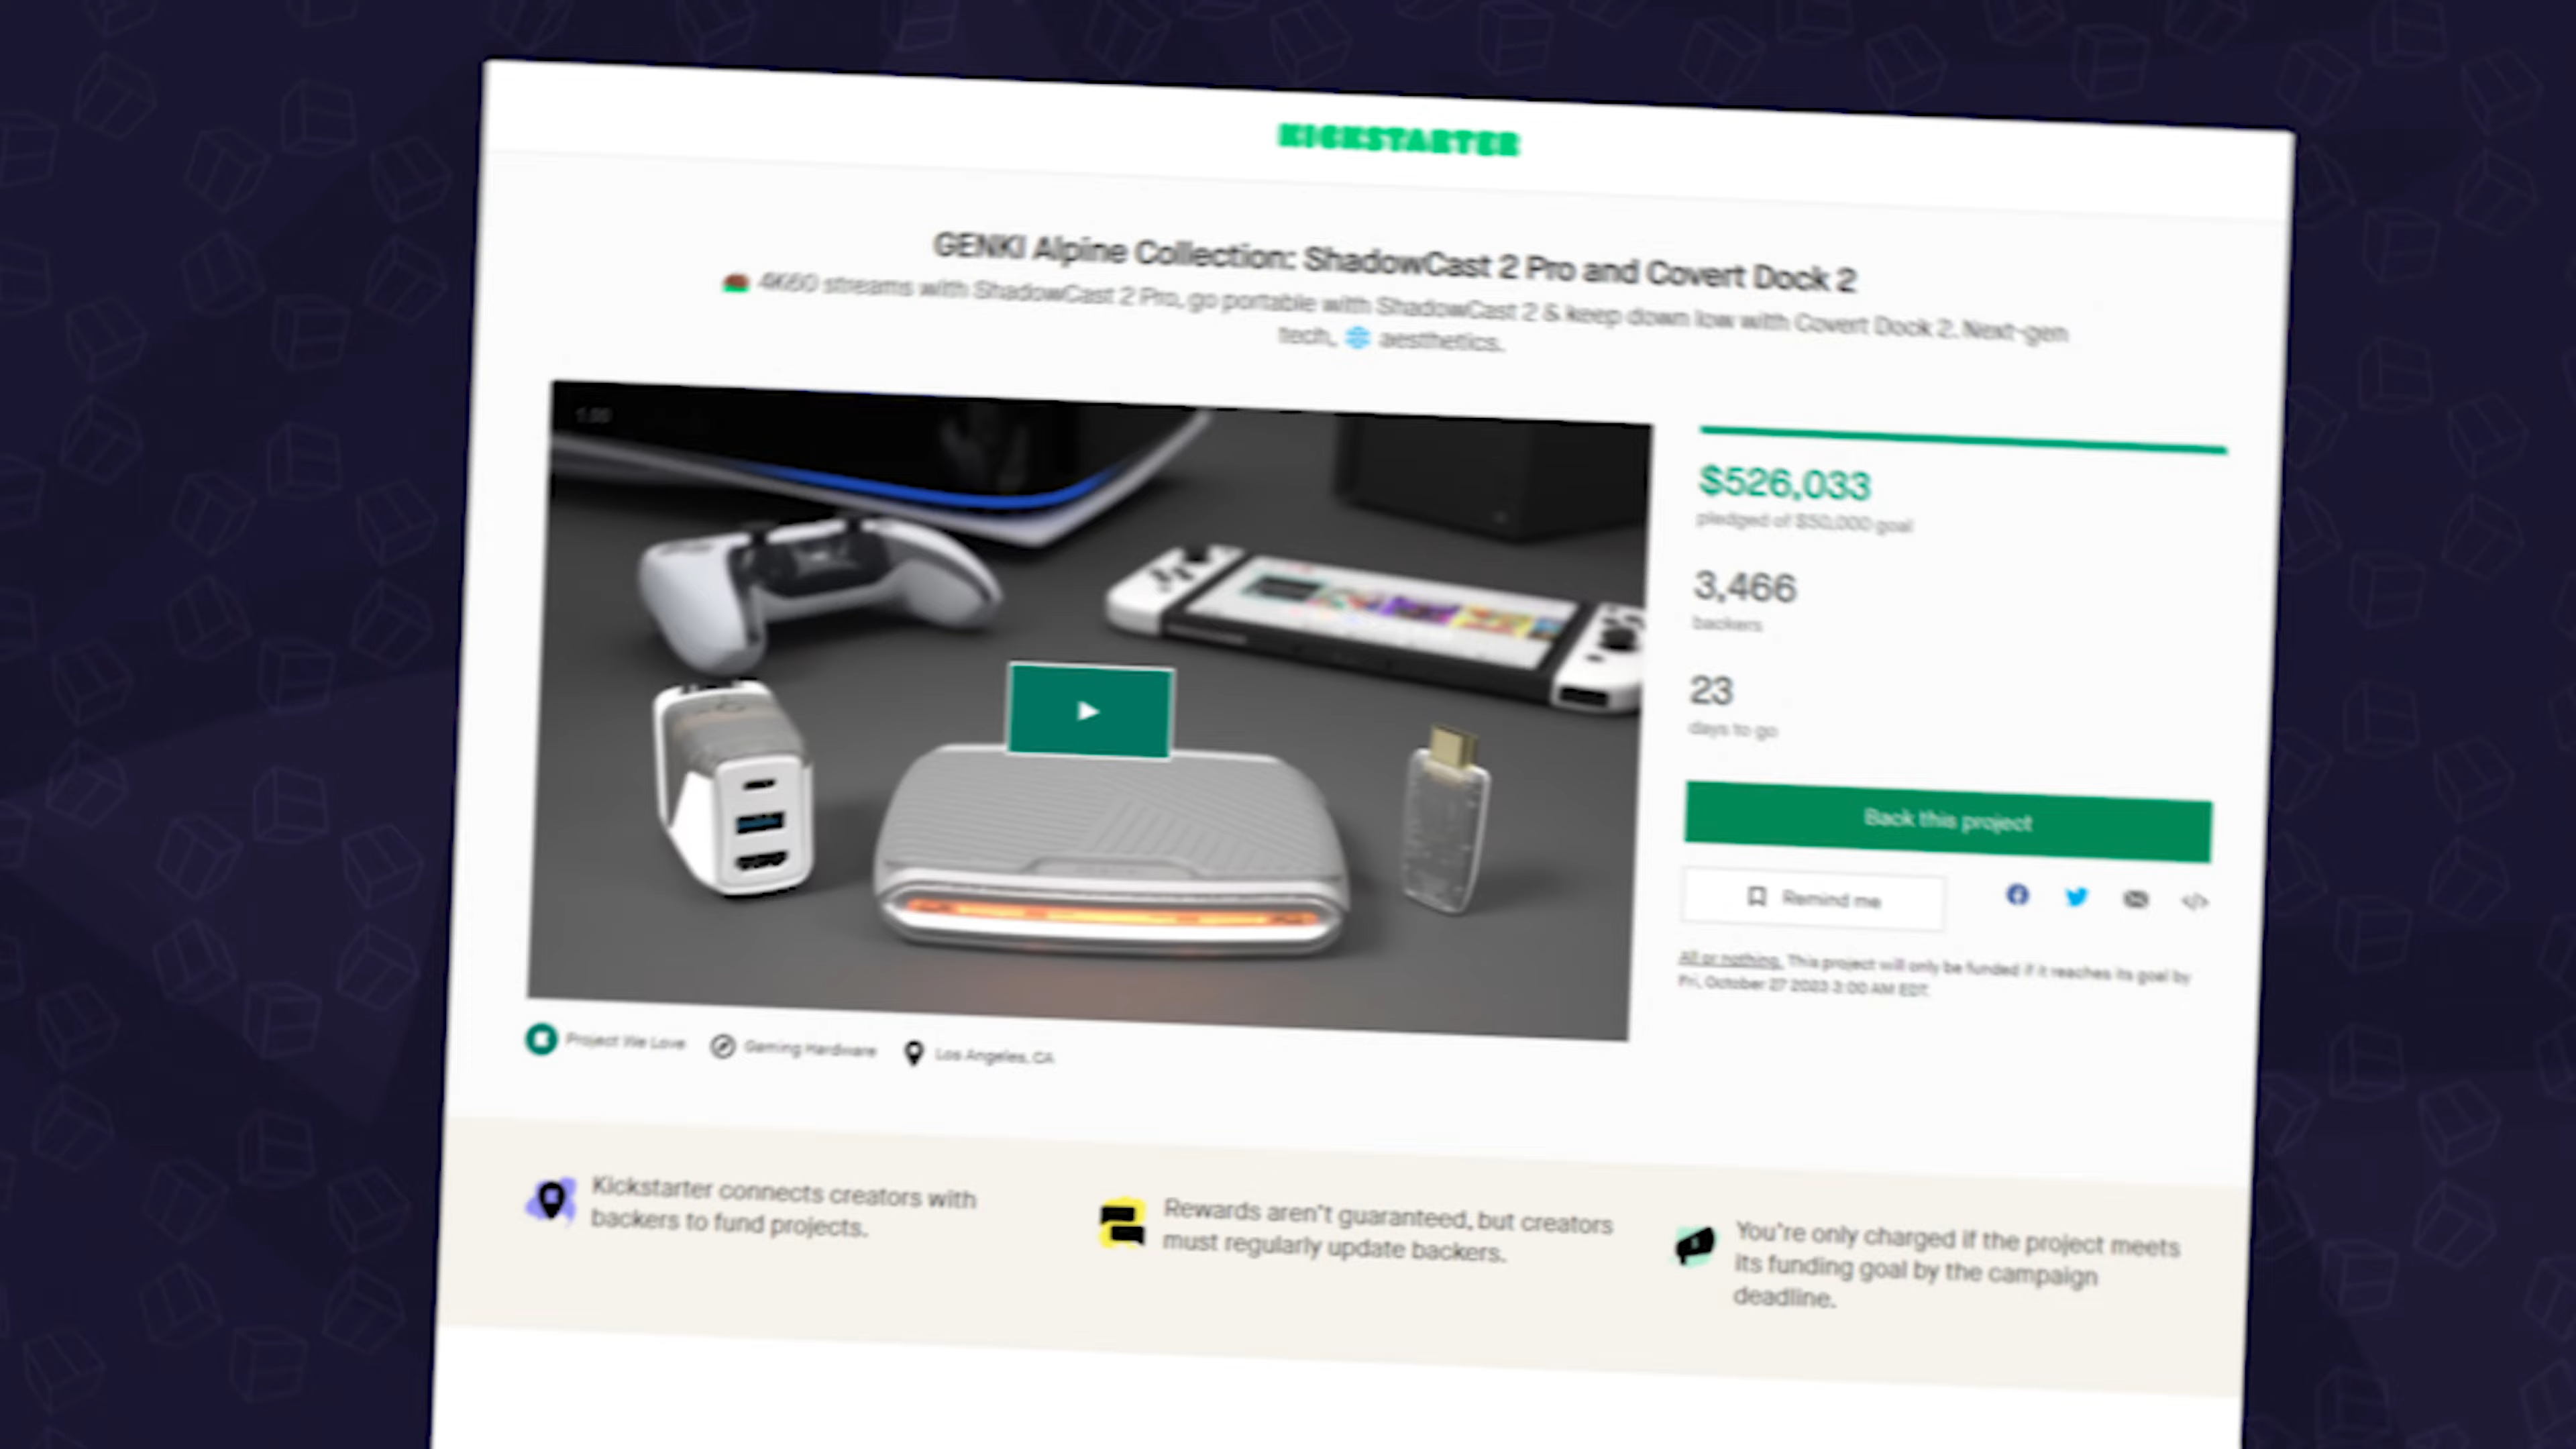 KICKSTARTER
GENKI Alpine Collection: ShadowCast 2 Pro and Covert Dock 2
4K60 streams with ShadowCast 2 Pro, go portable with ShadowCast 2 & keep down low with Covert Dock 2. Next-gen
tech, aesthetics.
$526,033
pledged of $50,000 goal
3,466
backers
23
days to go
Back this project
Remind me
All or nothing. This project will only be funded if it reaches its goal by
Fri, October 27 2023 3:00 AM EDT.
Project We Love Gaming Hardware Los Angeles, CA
Kickstarter connects creators with
backers to fund projects.
Rewards aren't guaranteed, but creators
must regularly update backers.
You're only charged if the project meets
its funding goal by the campaign
deadline.